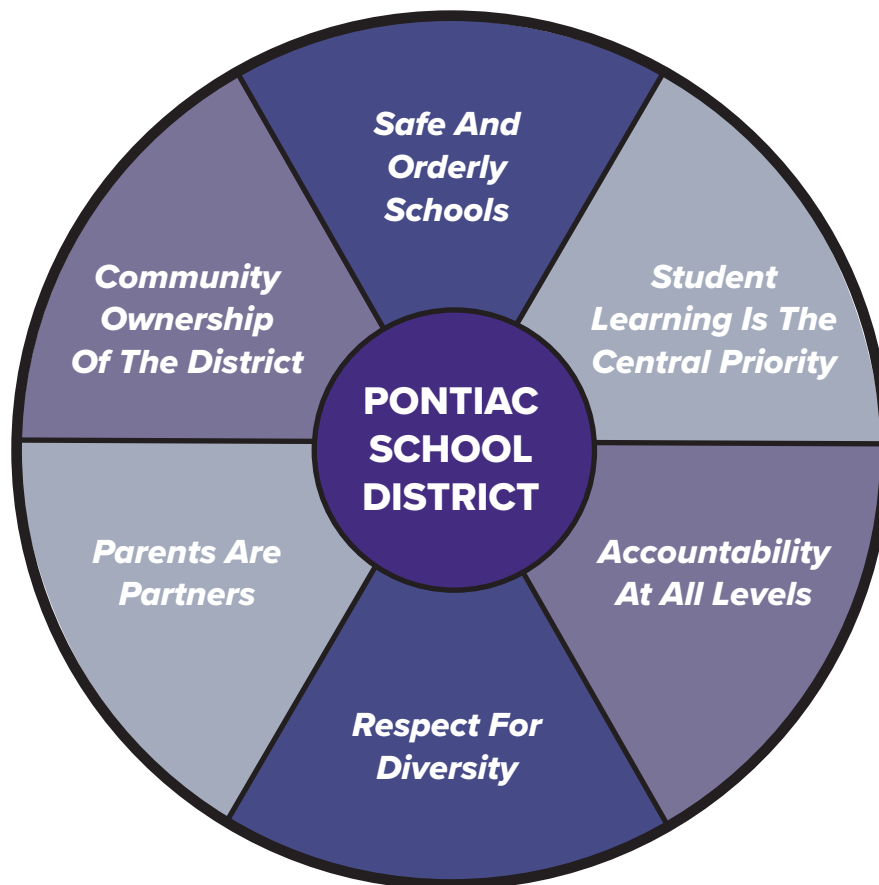 Safe And
Orderly
Schools
Student
Learning Is The
Central Priority
Accountability
At All Levels
Respect For
Diversity
Parents Are
Partners
Community
Ownership
Of The District
PONTIAC
SCHOOL
DISTRICT